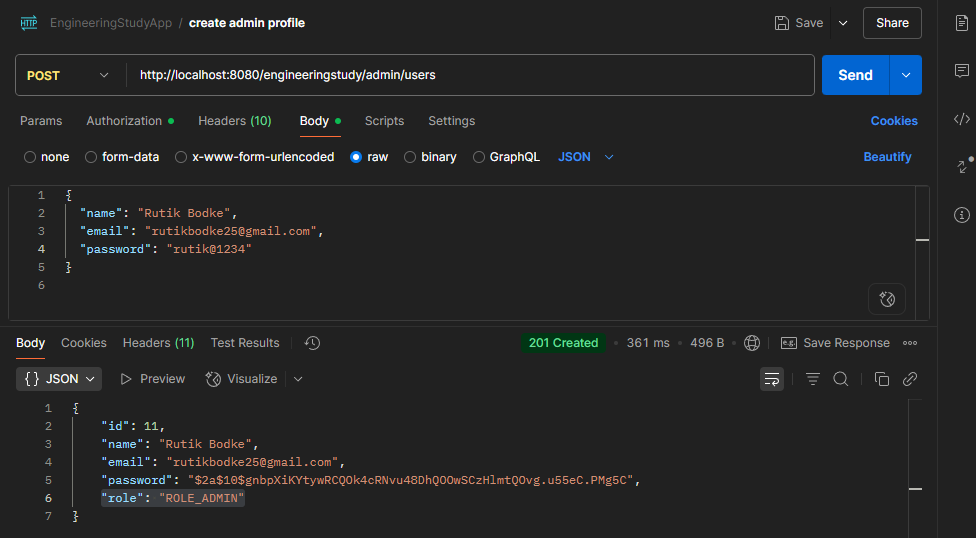 HTTP EngineeringStudyApp / create admin profile Save Share
POST http://localhost:8080/engineeringstudy/admin/users Send
Params Authorization Headers (10) Body Scripts Settings Cookies
none form-data x-www-form-urlencoded raw binary GraphQL JSON Beautify
1 {
2 "name": "Rutik Bodke",
3 "email": "rutikbodke25@gmail.com",
4 "password": "rutik@1234"
5 }
6
Body Cookies Headers (11) Test Results 201 Created 361 ms 496 B e.g. Save Response
{} JSON Preview Visualize
1 {
2 "id": 11,
3 "name": "Rutik Bodke",
4 "email": "rutikbodke25@gmail.com",
5 "password": "$2a$10$gnbpXiKYtywRCQOk4cRNvu48DhQOOwSCzHlmtQOvg.u55eC.PMg5C",
6 "role": "ROLE_ADMIN"
7 }